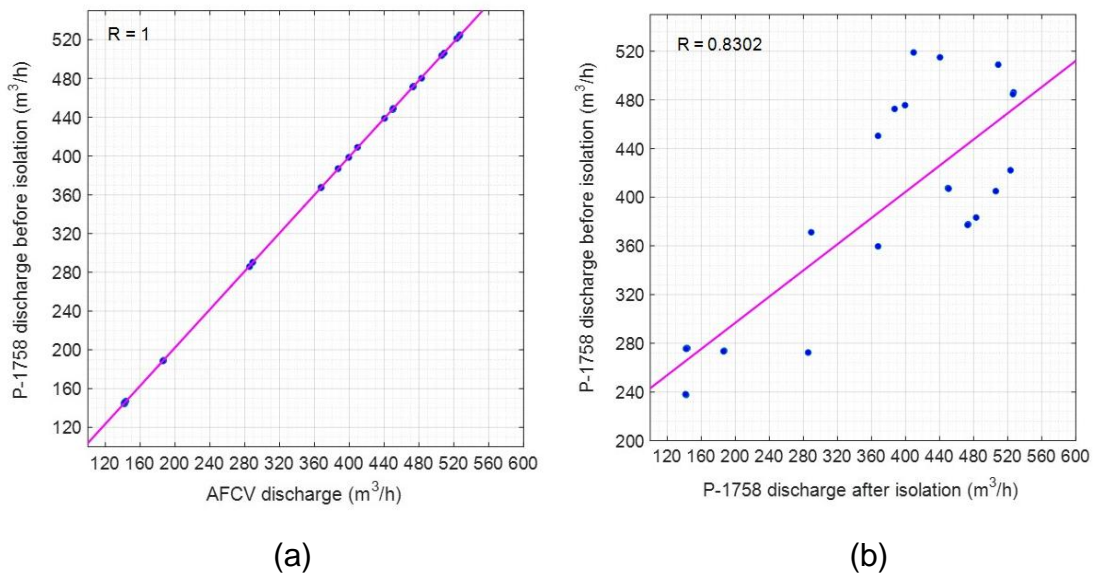 R = 1
520
480
440
400
360
320
280
240
200
160
120
P-1758 discharge before isolation (m³/h)
120 160 200 240 280 320 360 400 440 480 520 560 600
AFCV discharge (m³/h)
(a)
R = 0.8302
520
480
440
400
360
320
280
240
200
P-1758 discharge before isolation (m³/h)
120 160 200 240 280 320 360 400 440 480 520 560 600
P-1758 discharge after isolation (m³/h)
(b)